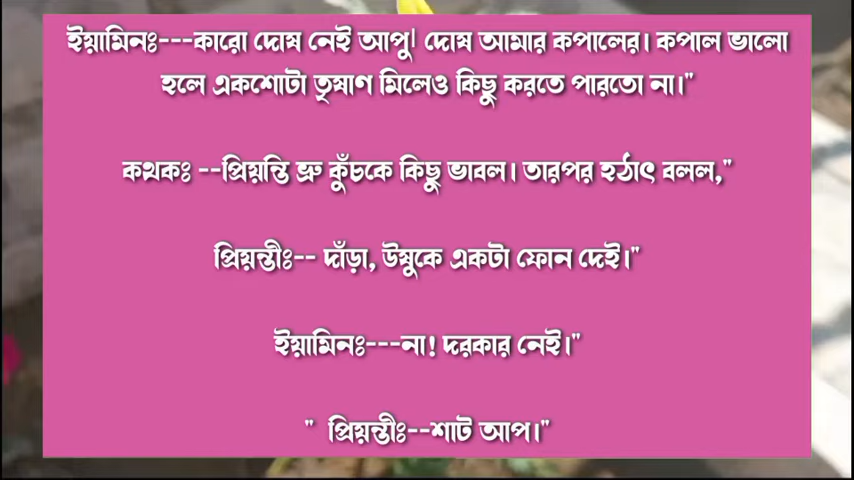 ইয়ামিনঃ---কারো দোষ নেই আপু| দোষ আমার কপালের। কপাল ভালো
হলে একশোটা তৃষাণ মিলেও কিছু করতে পারতো না।"
কথকঃ --প্রিয়ন্তি ভ্রু কুঁচকে কিছু ভাবল। তারপর হঠাৎ বলল,"
প্রিয়ন্তীঃ-- দাঁড়া, উষুকে একটা ফোন দেই।"
ইয়ামিনঃ---না! দরকার নেই।"
" প্রিয়ন্তীঃ--শাট আপ।"